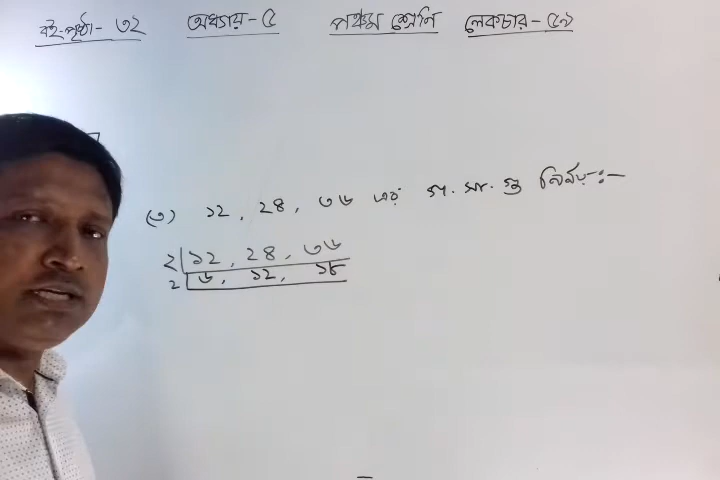 বই-পৃষ্ঠা- ৩২ অধ্যায়-৫ পঞ্চম শ্রেণি লেকচার-৫৯
(৩) ১২, ২৪, ৩৬ এর গ. সা. গু নির্ণয়:-
২ ১২, ২৪, ৩৬
২ ৬, ১২, ১৮